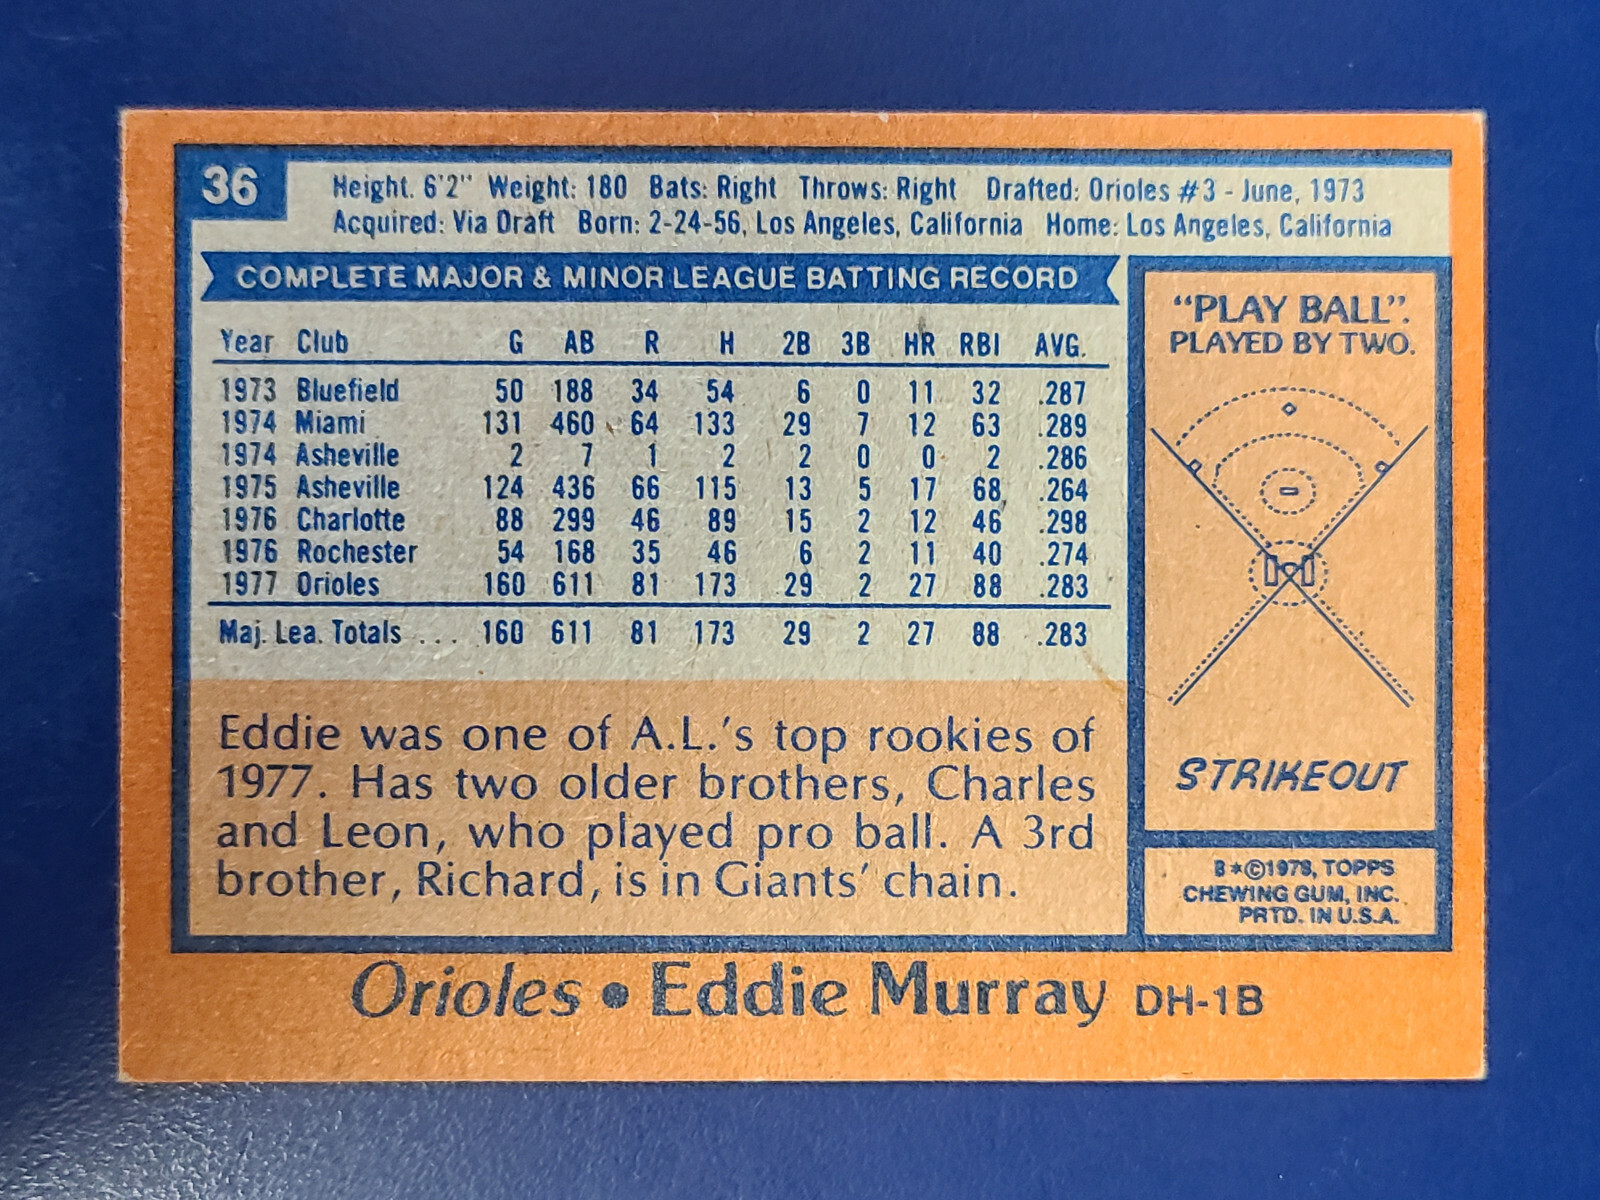 36
Height. 6'2" Weight: 180 Bats: Right Throws: Right Drafted: Orioles #3 - June, 1973
Acquired: Via Draft Born: 2-24-56, Los Angeles, California Home: Los Angeles, California
COMPLETE MAJOR & MINOR LEAGUE BATTING RECORD
Year Club G AB R H 2B 3B HR RBI AVG.
1973 Bluefield 50 188 34 54 6 0 11 32 .287
1974 Miami 131 460 64 133 29 7 12 63 .289
1974 Asheville 2 7 1 2 2 0 0 2 .286
1975 Asheville 124 436 66 115 13 5 17 68 .264
1976 Charlotte 88 299 46 89 15 2 12 46 .298
1976 Rochester 54 168 35 46 6 2 11 40 .274
1977 Orioles 160 611 81 173 29 2 27 88 .283
Maj. Lea. Totals ... 160 611 81 173 29 2 27 88 .283
Eddie was one of A.L.'s top rookies of
1977. Has two older brothers, Charles
and Leon, who played pro ball. A 3rd
brother, Richard, is in Giants' chain.
"PLAY BALL".
PLAYED BY TWO.
STRIKEOUT
B*©1978, TOPPS
CHEWING GUM, INC.
PRTD. IN U.S.A.
Orioles • Eddie Murray DH-1B